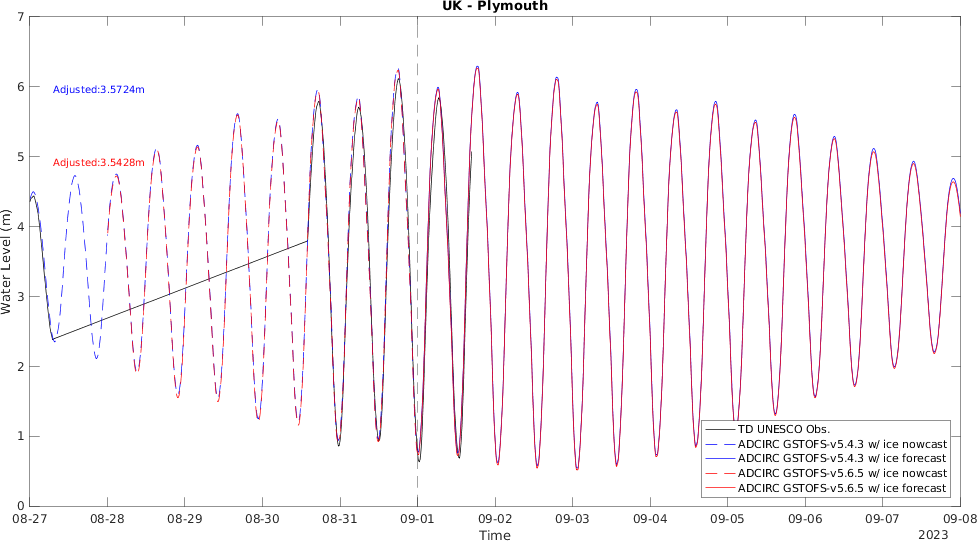 UK - Plymouth
7
6
5
4
3
2
1
0
Water Level (m)
Adjusted:3.5724m
Adjusted:3.5428m
TD UNESCO Obs.
ADCIRC GSTOFS-v5.4.3 w/ ice nowcast
ADCIRC GSTOFS-v5.4.3 w/ ice forecast
ADCIRC GSTOFS-v5.6.5 w/ ice nowcast
ADCIRC GSTOFS-v5.6.5 w/ ice forecast
08-27 08-28 08-29 08-30 08-31 09-01 09-02 09-03 09-04 09-05 09-06 09-07 09-08
Time
2023